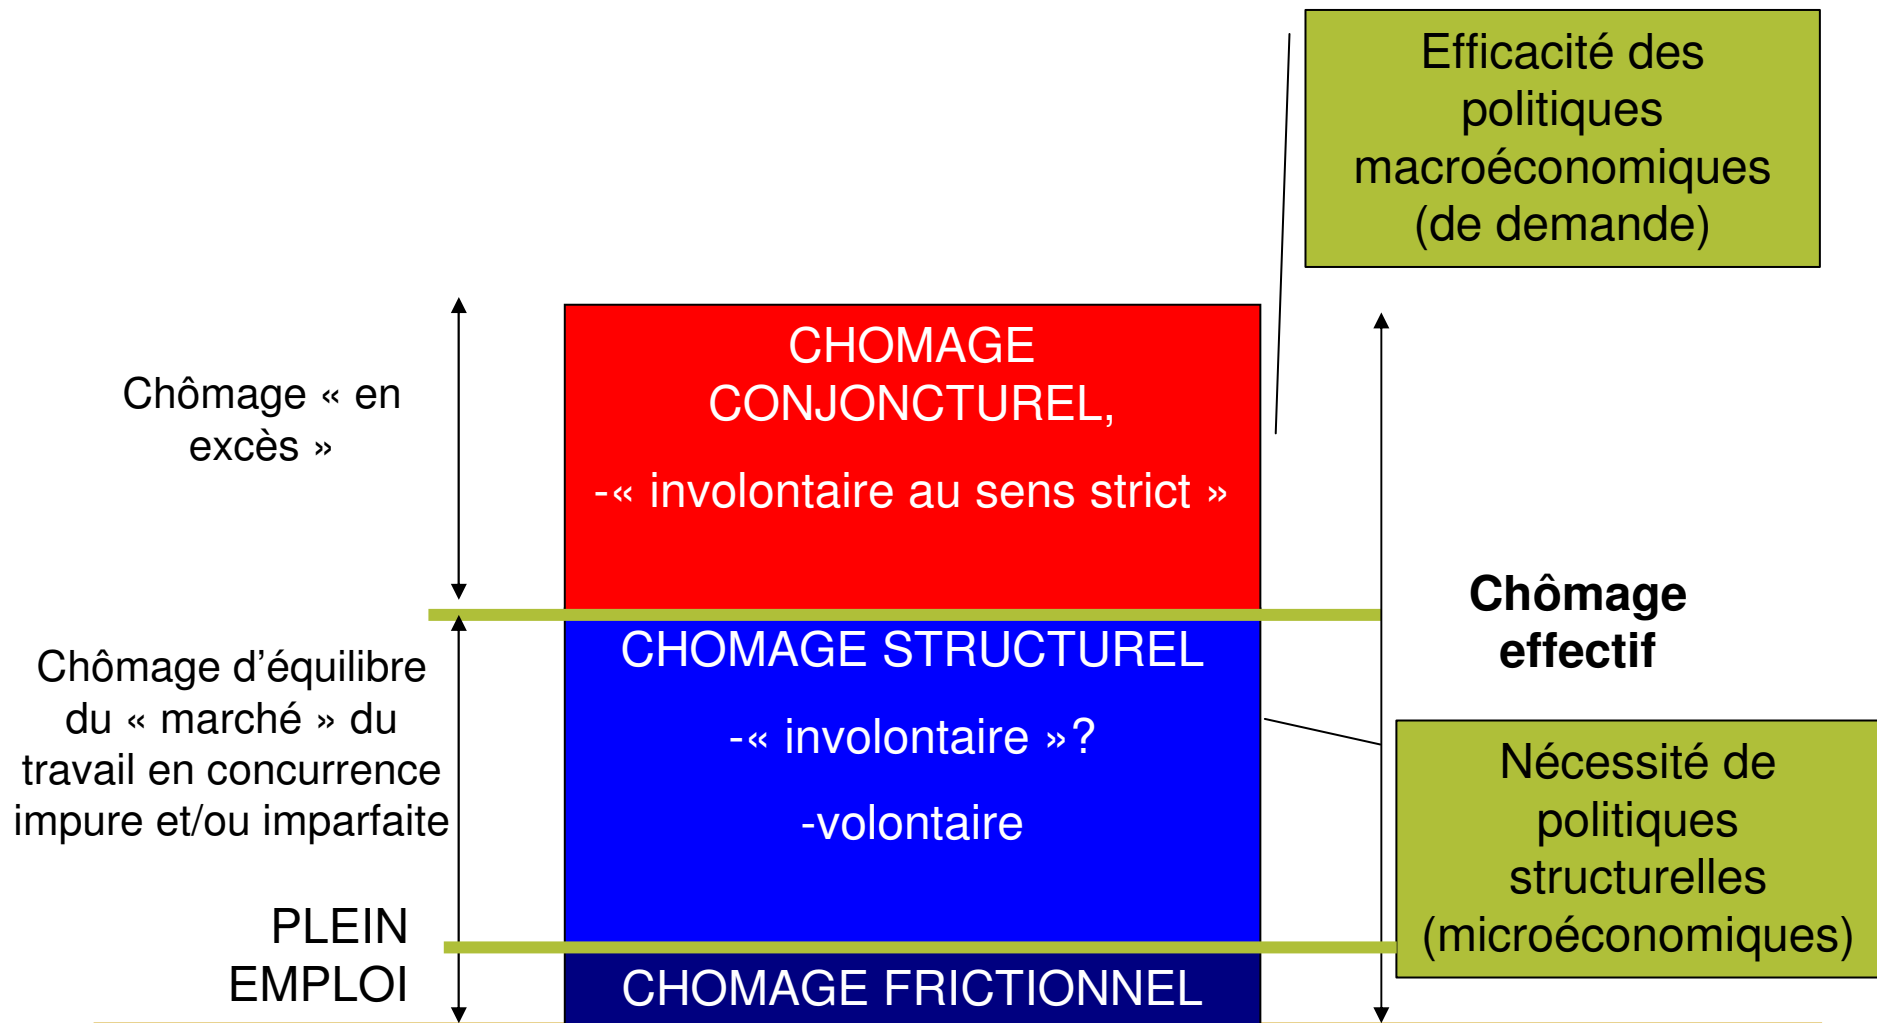 Efficacité des
politiques
macroéconomiques
(de demande)
Chômage « en
excès »
CHOMAGE
CONJONCTUREL,
-« involontaire au sens strict »
Chômage
effectif
Chômage d’équilibre
du « marché » du
travail en concurrence
impure et/ou imparfaite
CHOMAGE STRUCTUREL
-« involontaire »?
-volontaire
Nécessité de
politiques
structurelles
(microéconomiques)
PLEIN
EMPLOI
CHOMAGE FRICTIONNEL